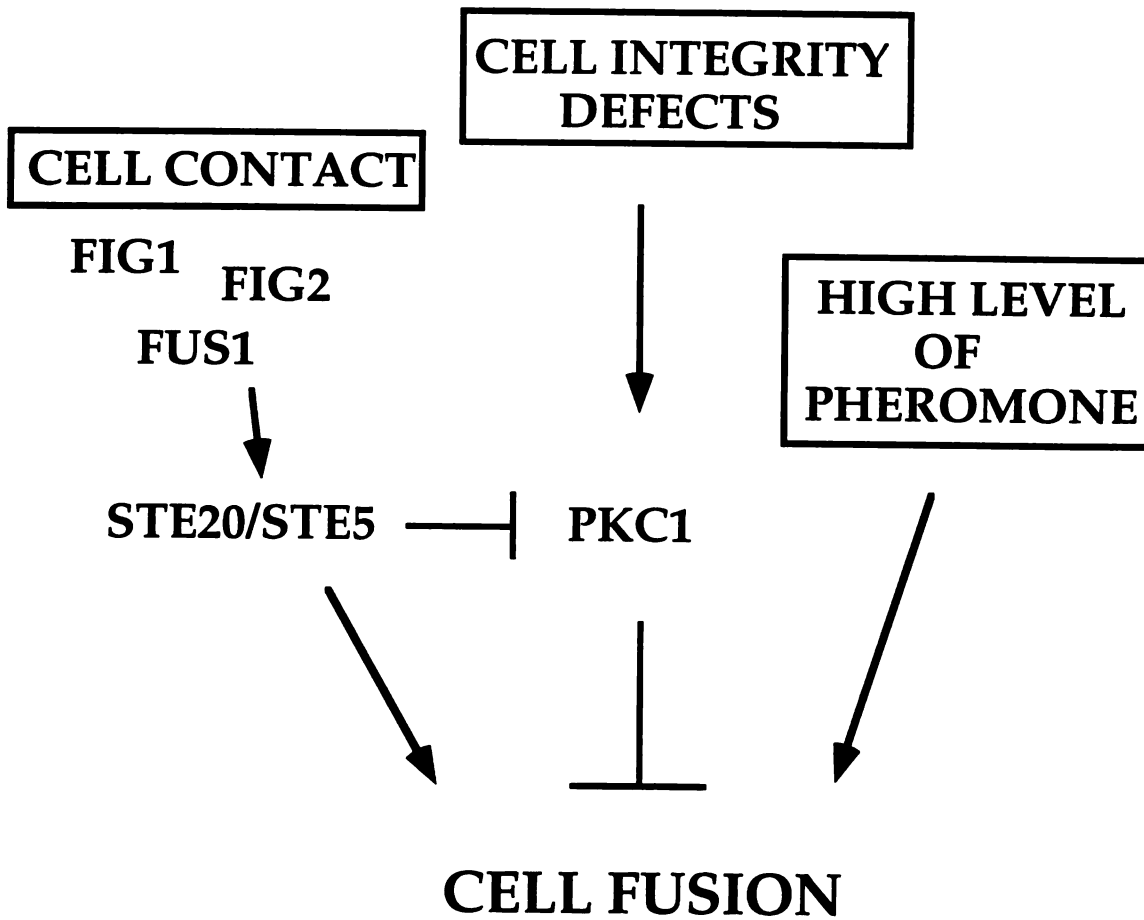 CELL INTEGRITY
DEFECTS
CELL CONTACT
FIG1
FIG2
FUS1
HIGH LEVEL
OF
PHEROMONE
STE20/STE5
PKC1
CELL FUSION